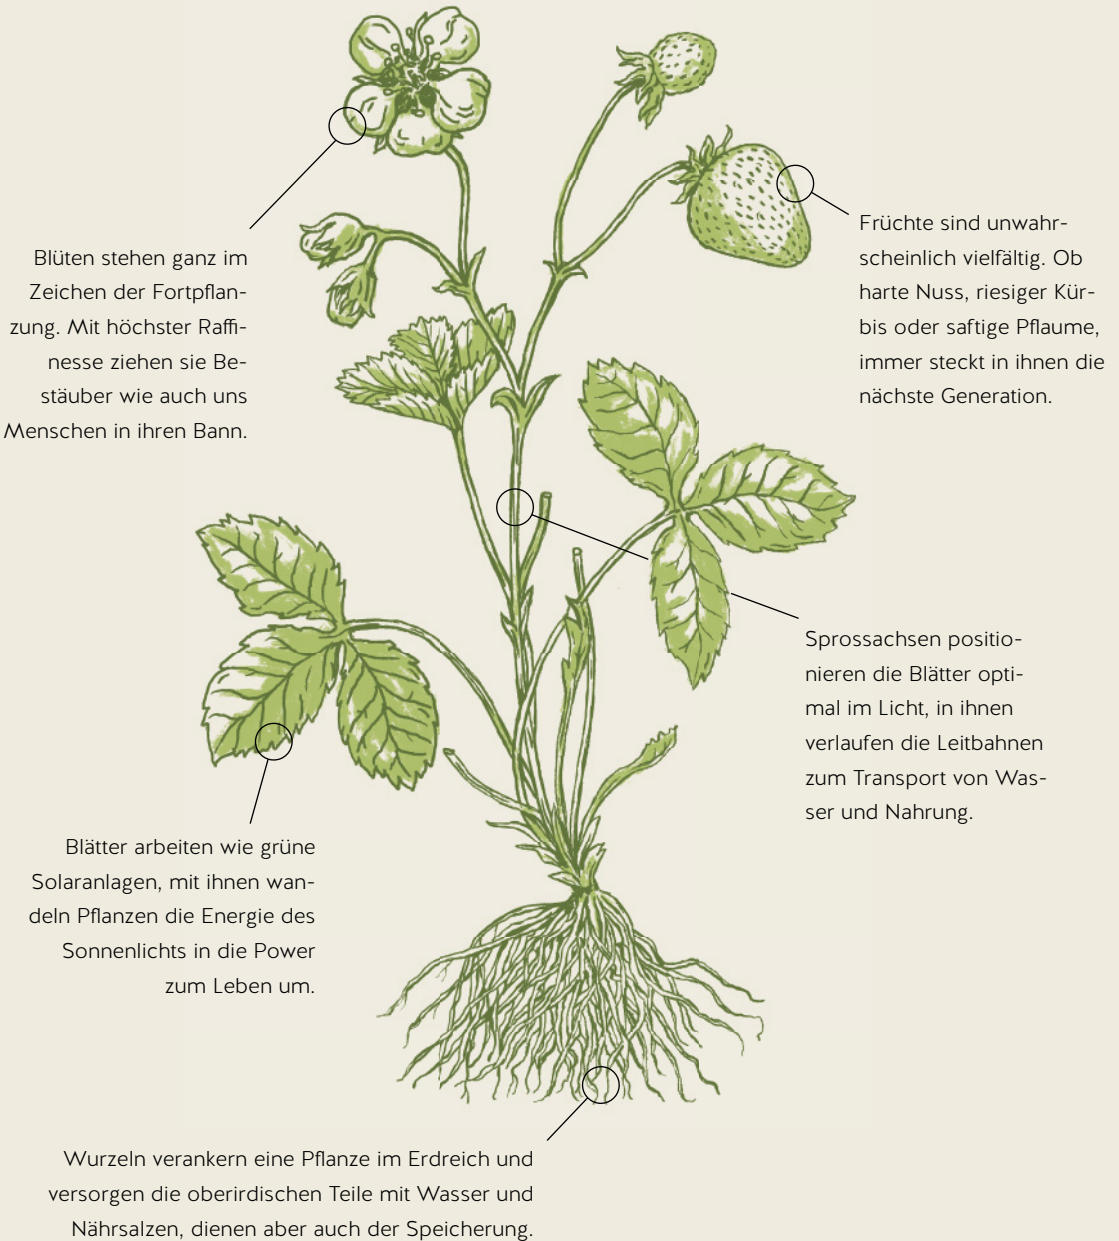 Blüten stehen ganz im
Zeichen der Fortpflan-
zung. Mit höchster Raffi-
nesse ziehen sie Be-
stäuber wie auch uns
Menschen in ihren Bann.
Früchte sind unwahr-
scheinlich vielfältig. Ob
harte Nuss, riesiger Kür-
bis oder saftige Pflaume,
immer steckt in ihnen die
nächste Generation.
Sprossachsen positio-
nieren die Blätter opti-
mal im Licht, in ihnen
verlaufen die Leitbahnen
zum Transport von Was-
ser und Nahrung.
Blätter arbeiten wie grüne
Solaranlagen, mit ihnen wan-
deln Pflanzen die Energie des
Sonnenlichts in die Power
zum Leben um.
Wurzeln verankern eine Pflanze im Erdreich und
versorgen die oberirdischen Teile mit Wasser und
Nährsalzen, dienen aber auch der Speicherung.